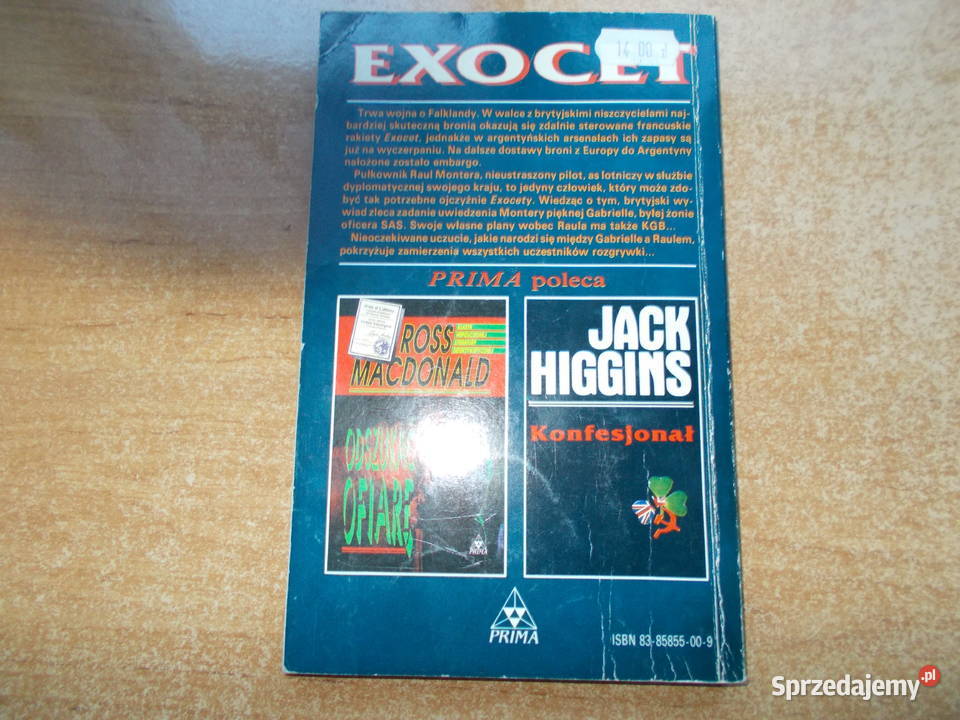 14.00 zł
EXOCET
Trwa wojna o Falklandy. W walce z brytyjskimi niszczycielami naj-
bardziej skuteczną bronią okazują się zdalnie sterowane francuskie
rakiety Exocet, jednakże w argentyńskich arsenałach ich zapasy są
już na wyczerpaniu. Na dalsze dostawy broni z Europy do Argentyny
nałożone zostało embargo.
Pułkownik Raul Montera, nieustraszony pilot, as lotniczy w służbie
dyplomatycznej swojego kraju, to jedyny człowiek, który może zdo-
być tak potrzebne ojczyźnie Exocety. Wiedząc o tym, brytyjski wy-
wiad zleca zadanie uwiedzenia Montery pięknej Gabrielle, byłej żonie
oficera SAS. Swoje własne plany wobec Raula ma także KGB...
Nieoczekiwane uczucie, jakie narodzi się między Gabrielle a Raulem,
pokrzyżuje zamierzenia wszystkich uczestników rozgrywki...
PRIMA poleca
ROSS
MACDONALD
OFIARĘ
PRIMA
JACK
HIGGINS
Konfesjonał
PRIMA
ISBN 83-85855-00-9
Sprzedajemy.pl